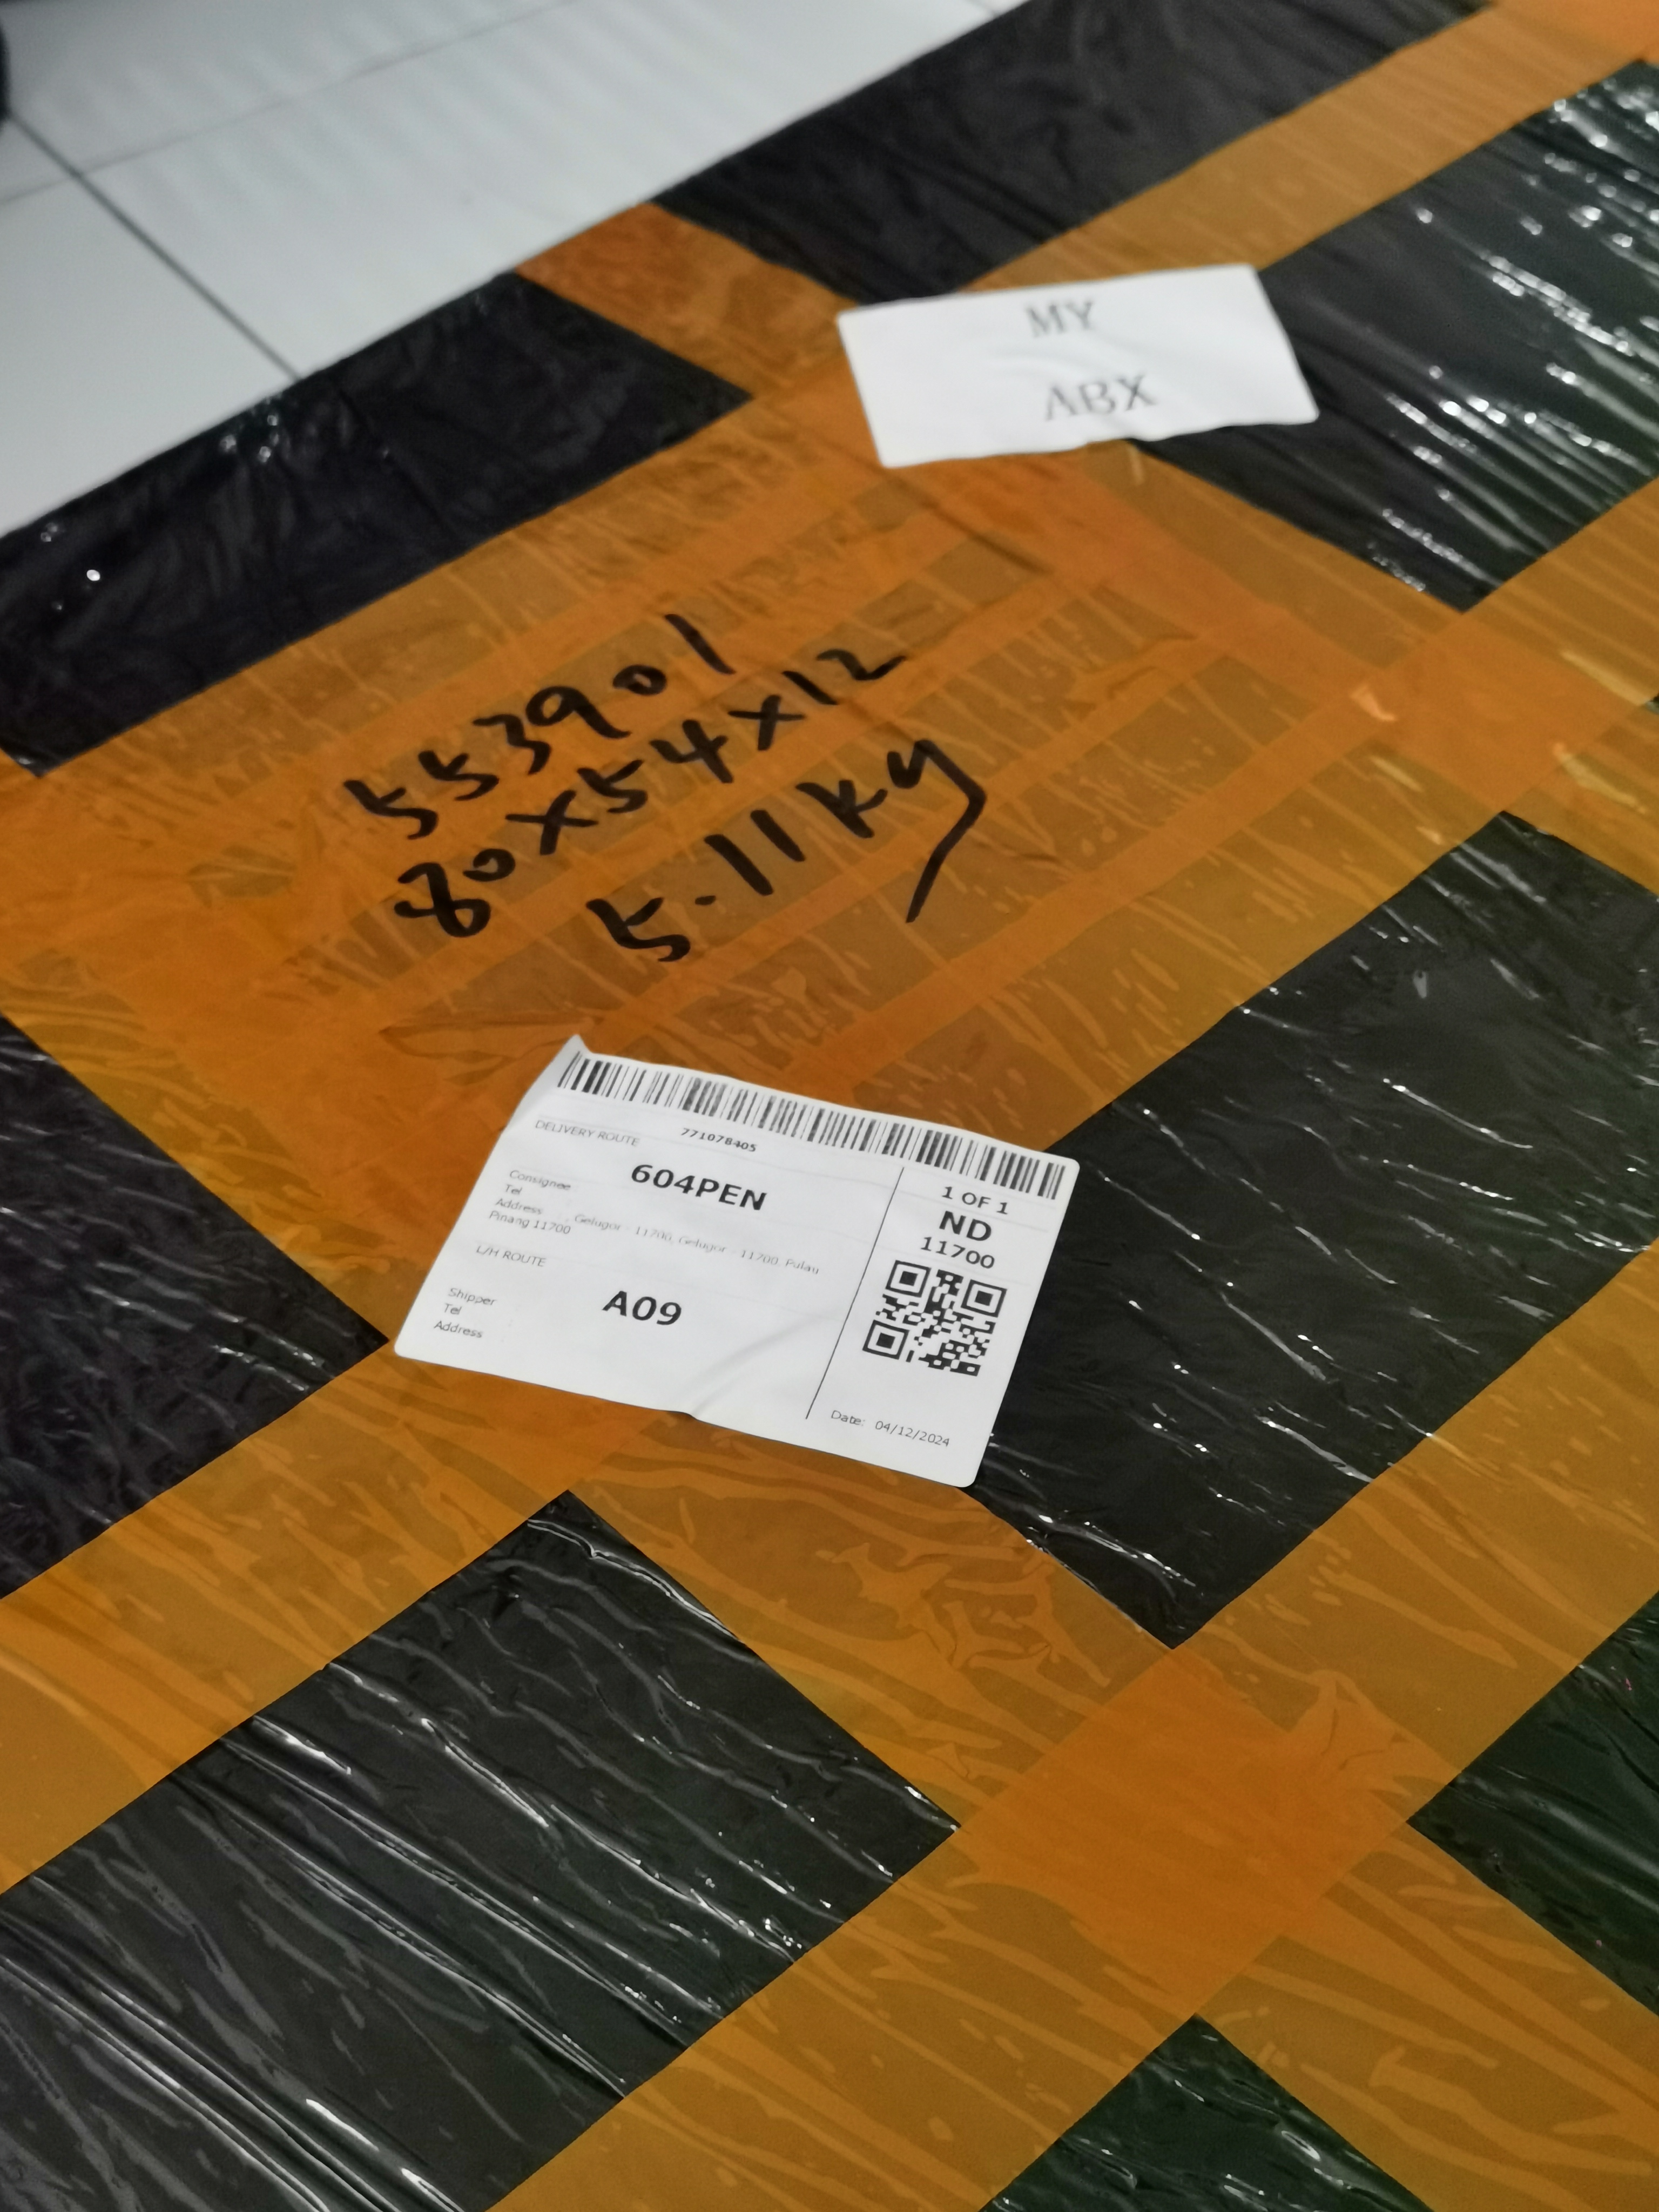 MY
ABX
553901
80x54x12
5.11kg
DELIVERY ROUTE 771078405
604PEN
Consignee
Tel
Address Gelugor - 11700, Gelugor - 11700, Pulau
Pinang 11700
L/H ROUTE
A09
Shipper
Tel
Address
1 OF 1
ND
11700
Date: 04/12/2024